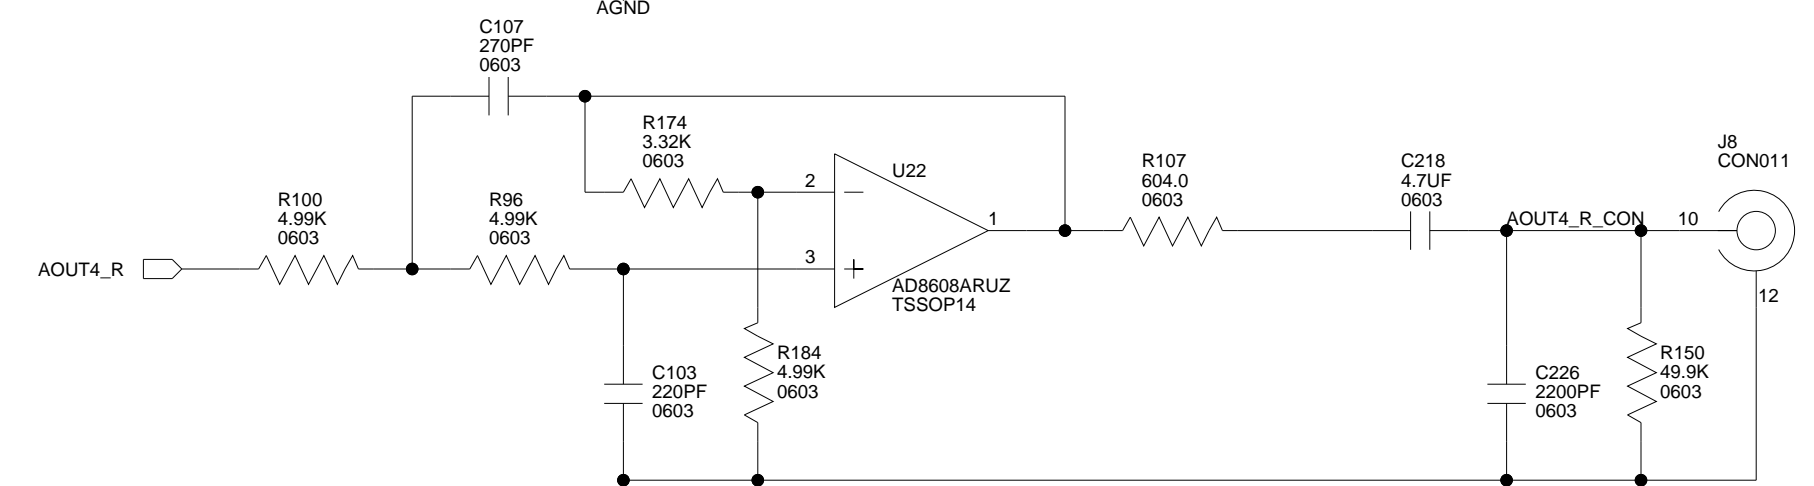 AGND
C107
270PF
0603
R174
3.32K
0603
J8
CON011
U22
2
R107
604.0
0603
C218
4.7UF
0603
R100
4.99K
0603
R96
4.99K
0603
1
AOUT4_R_CON
10
3
AOUT4_R
AD8608ARUZ
TSSOP14
12
R184
4.99K
0603
C103
220PF
0603
C226
2200PF
0603
R150
49.9K
0603